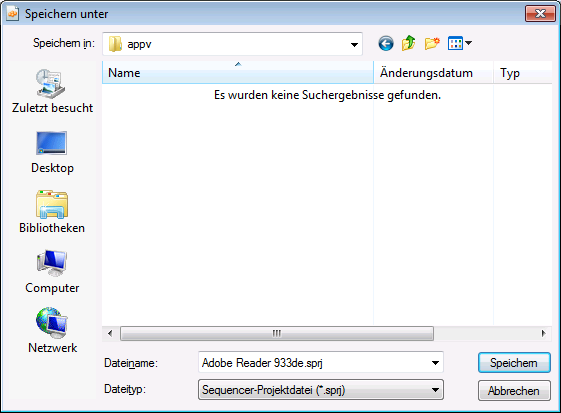 Speichern unter
Speichern in:
appv
Name
Änderungsdatum
Typ
Es wurden keine Suchergebnisse gefunden.
Zuletzt besucht
Desktop
Bibliotheken
Computer
Netzwerk
Dateiname:
Adobe Reader 933de.sprj
Speichern
Dateityp:
Sequencer-Projektdatei (*.sprj)
Abbrechen